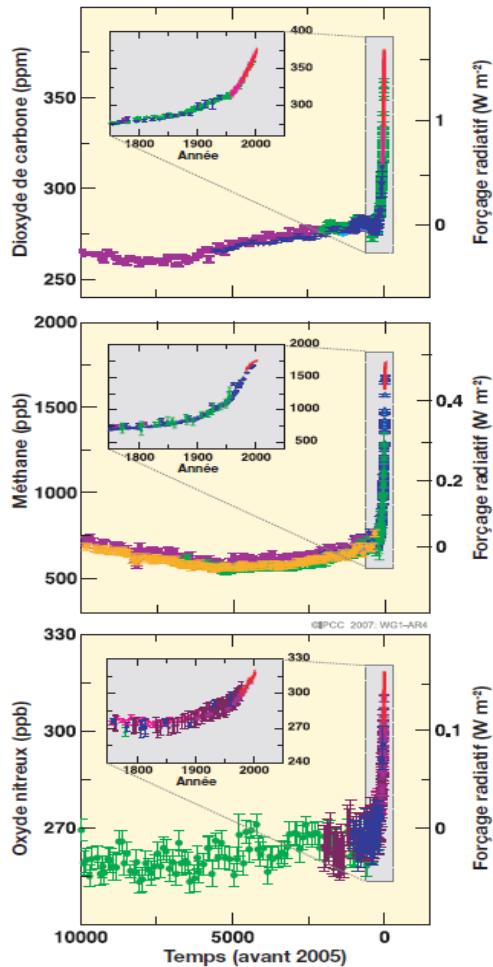 Dioxyde de carbone (ppm)
350
300
250
400
350
300
1800 1900 2000
Année
1
0
Forçage radiatif (W m⁻²)
Méthane (ppb)
2000
1500
1000
500
2000
1500
1000
500
1800 1900 2000
Année
0.4
0.2
0
Forçage radiatif (W m⁻²)
©IPCC 2007: WG1-AR4
Oxyde nitreux (ppb)
330
300
270
330
300
270
240
1800 1900 2000
Année
0.1
0
Forçage radiatif (W m⁻²)
10000 5000 0
Temps (avant 2005)